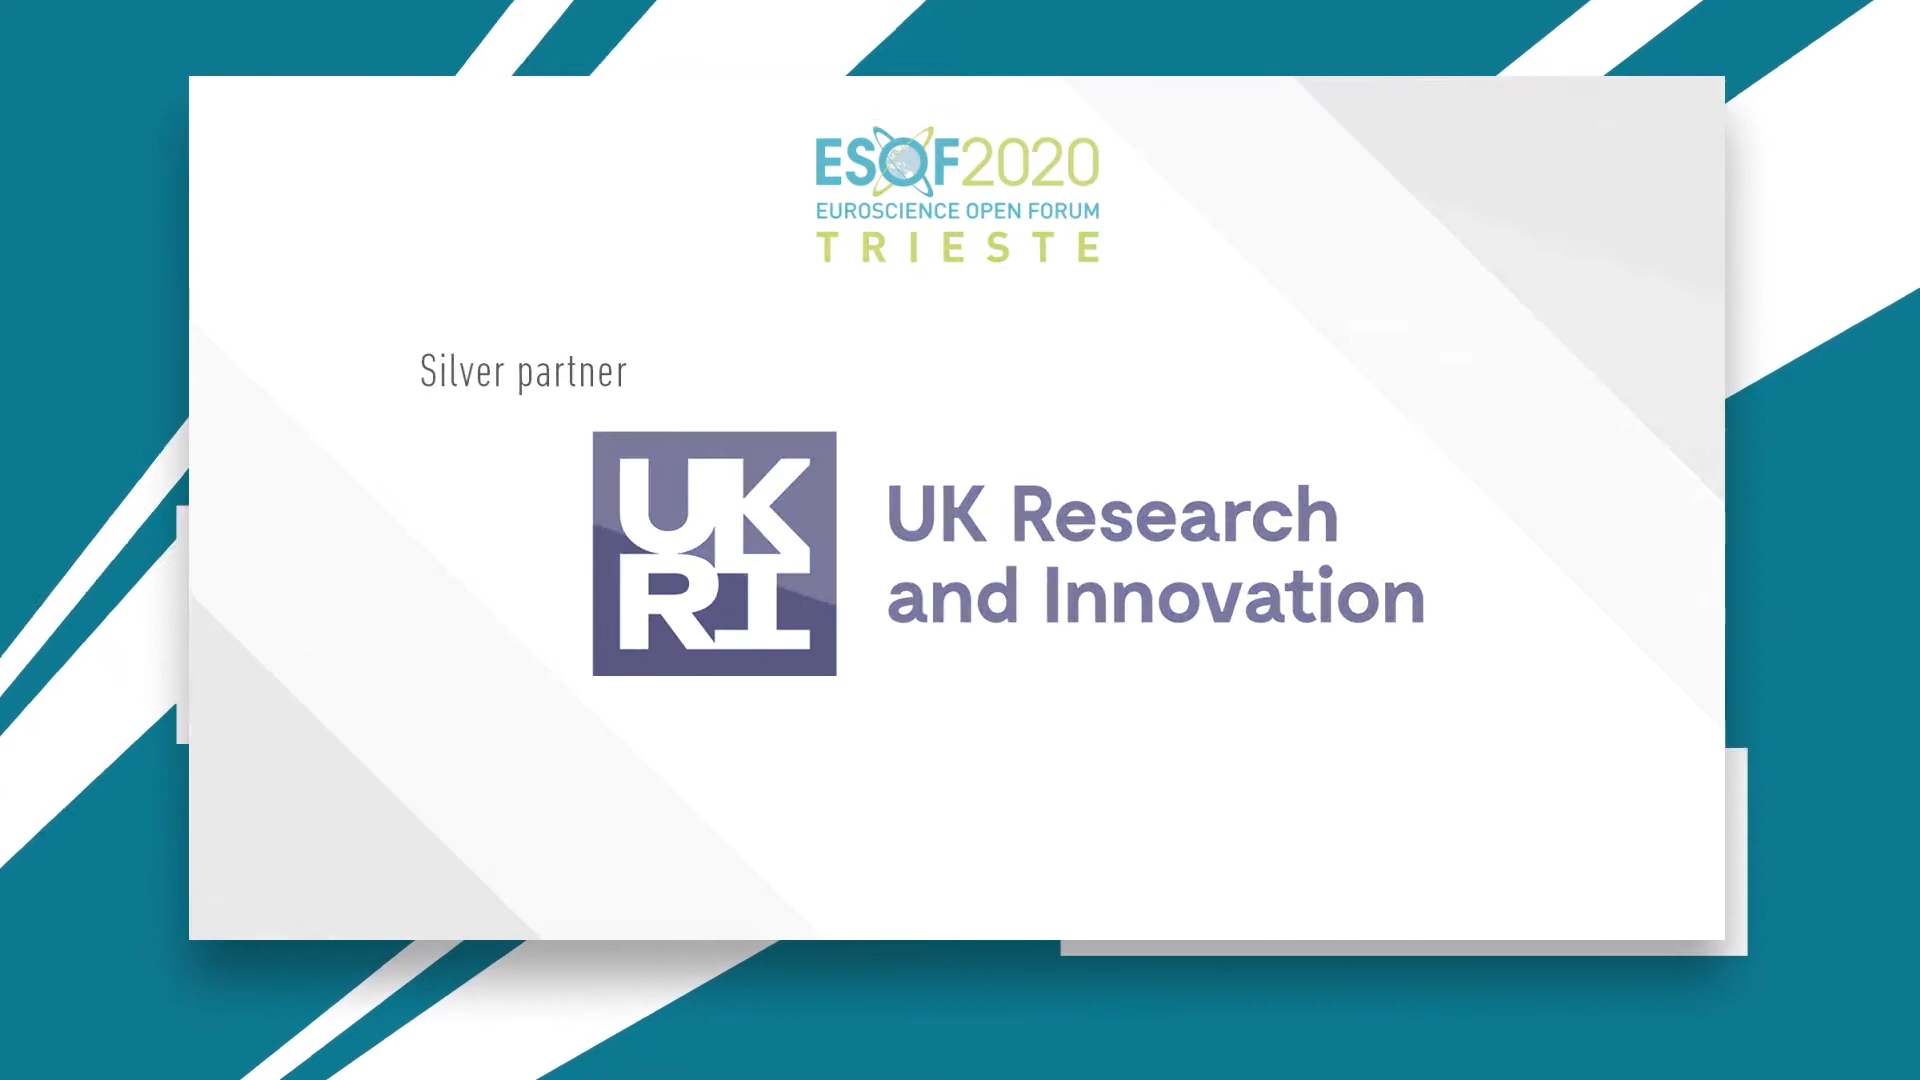 ESOF2020
EUROSCIENCE OPEN FORUM
TRIESTE
Silver partner
UK
RI
UK Research
and Innovation